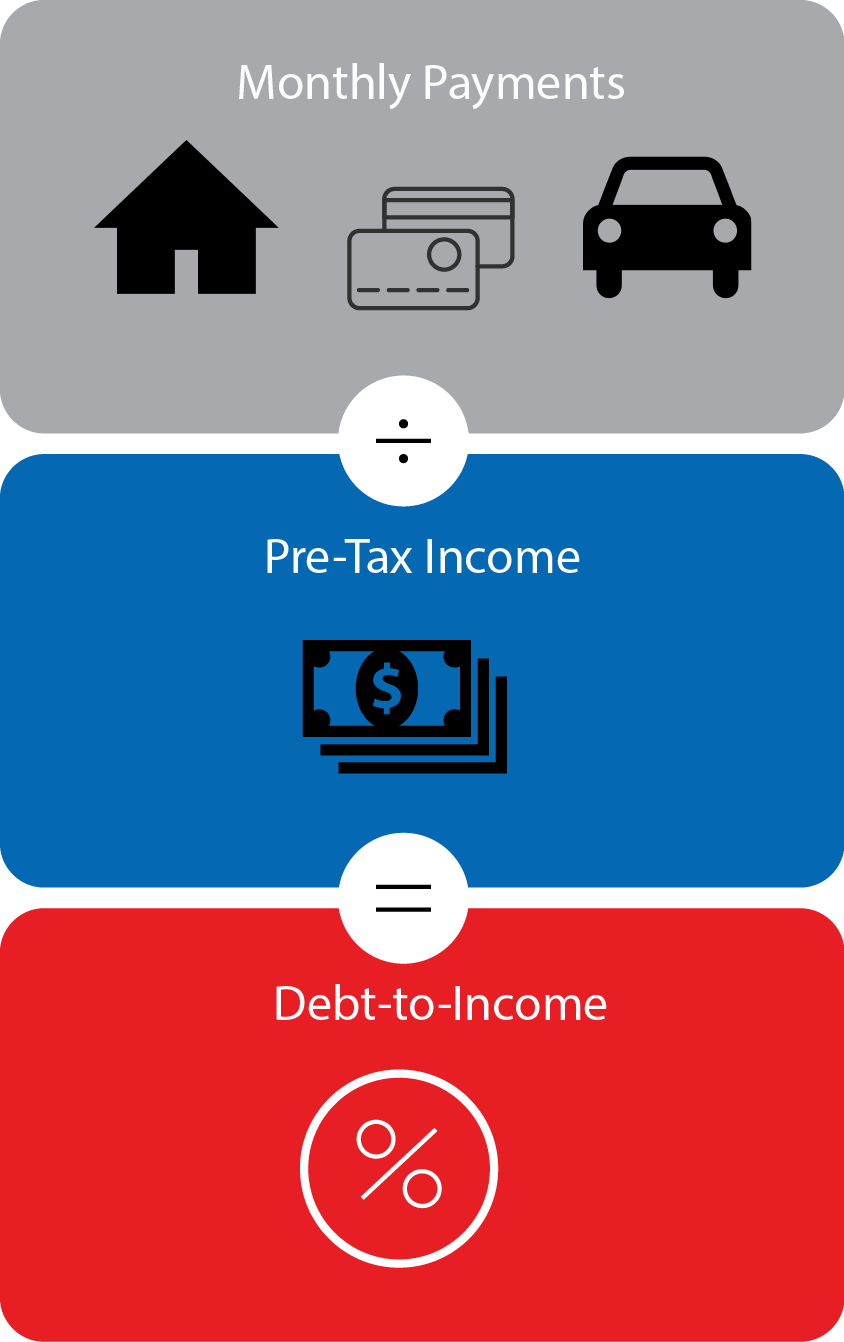 Monthly Payments
÷
Pre-Tax Income
$
=
Debt-to-Income
%